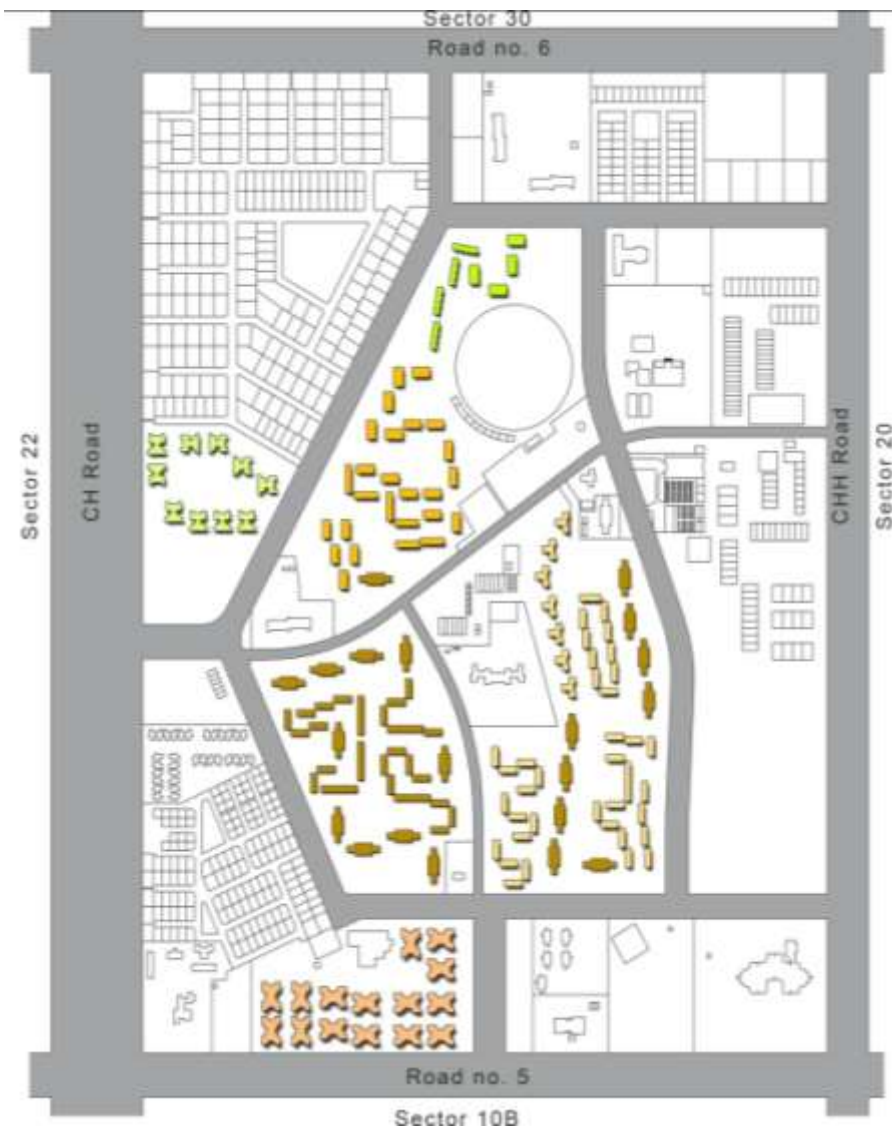 Sector 30
Road no. 6
Sector 22
CH Road
CHH Road
Sector 20
Road no. 5
Sector 10B